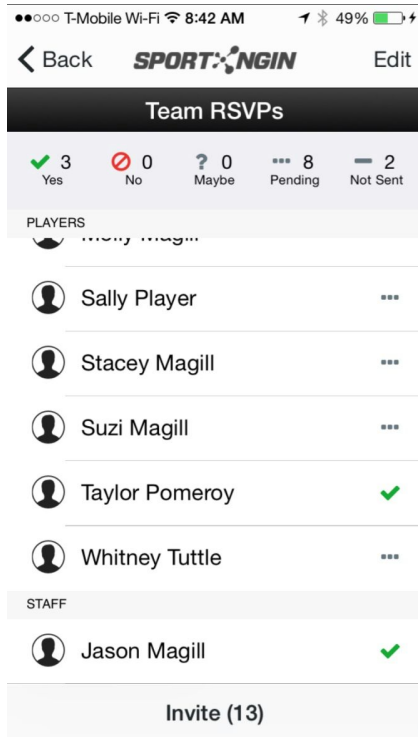 T-Mobile Wi-Fi 8:42 AM 49%
Back SPORT NGIN Edit
Team RSVPs
3 0 ? 0 8 2
Yes No Maybe Pending Not Sent
PLAYERS
Molly Magill
Sally Player
Stacey Magill
Suzi Magill
Taylor Pomeroy
Whitney Tuttle
STAFF
Jason Magill
Invite (13)